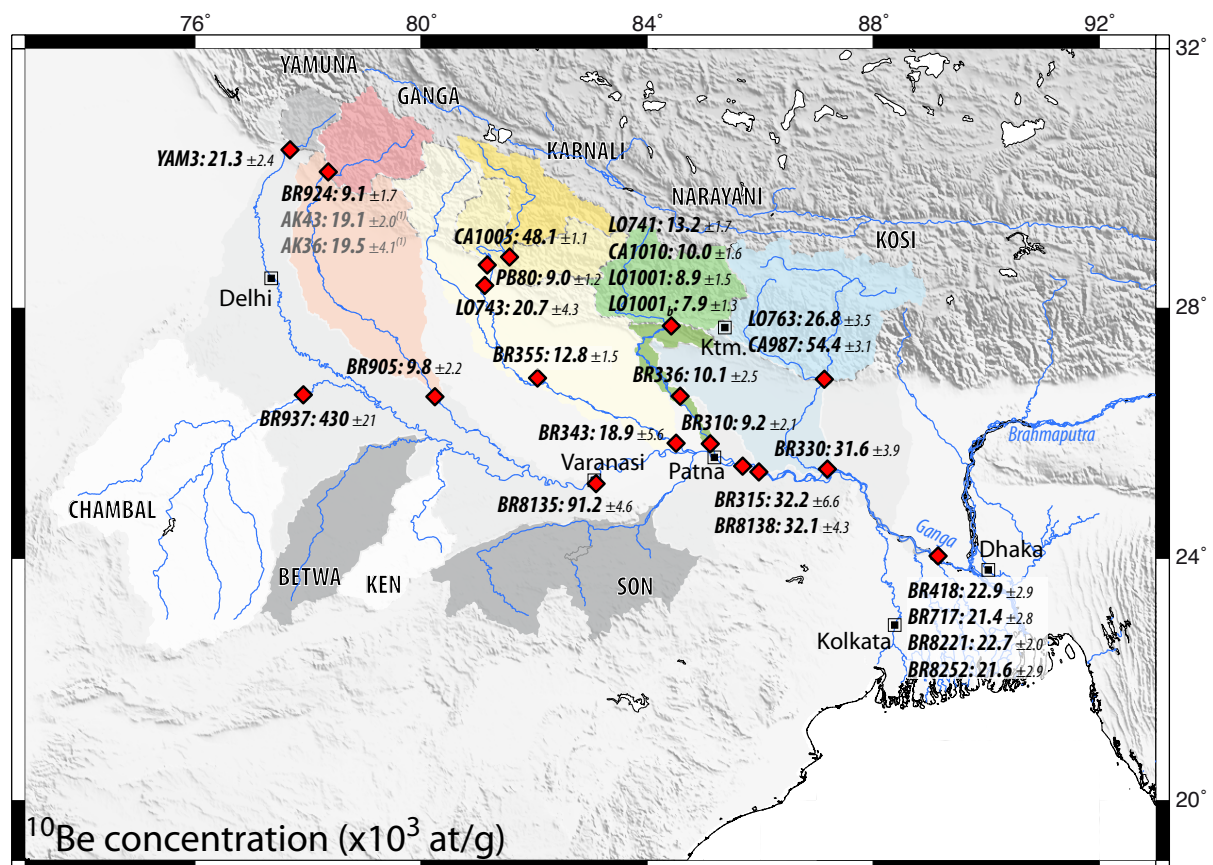 76° 80° 84° 88° 92°
32°
YAMUNA
GANGA
KARNALI
YAM3: 21.3 ±2.4
BR924: 9.1 ±1.7
NARAYANI
AK43: 19.1 ±2.0⁽¹⁾
LO741: 13.2 ±1.7
AK36: 19.5 ±4.1⁽¹⁾
CA1005: 48.1 ±1.1
CA1010: 10.0 ±1.6
KOSI
PB80: 9.0 ±1.2
LO1001: 8.9 ±1.5
Delhi
LO743: 20.7 ±4.3
LO1001b: 7.9 ±1.3
28°
LO763: 26.8 ±3.5
Ktm.
CA987: 54.4 ±3.1
BR355: 12.8 ±1.5
BR905: 9.8 ±2.2
BR336: 10.1 ±2.5
BR937: 430 ±21
BR310: 9.2 ±2.1
BR343: 18.9 ±5.6
BR330: 31.6 ±3.9
Brahmaputra
Varanasi
Patna
BR8135: 91.2 ±4.6
BR315: 32.2 ±6.6
CHAMBAL
BR8138: 32.1 ±4.3
Ganga
24°
Dhaka
BETWA
KEN
SON
BR418: 22.9 ±2.9
BR717: 21.4 ±2.8
Kolkata
BR8221: 22.7 ±2.0
BR8252: 21.6 ±2.9
20°
¹⁰Be concentration (x10³ at/g)